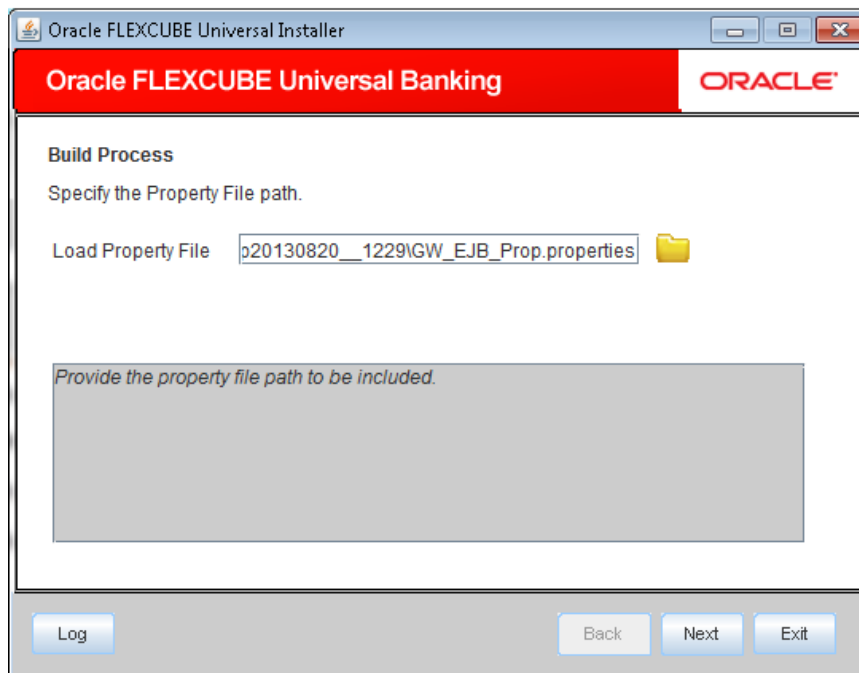 Oracle FLEXCUBE Universal Installer
Oracle FLEXCUBE Universal Banking
ORACLE
Build Process
Specify the Property File path.
Load Property File
p20130820__1229\GW_EJB_Prop.properties
Provide the property file path to be included.
Log
Back
Next
Exit